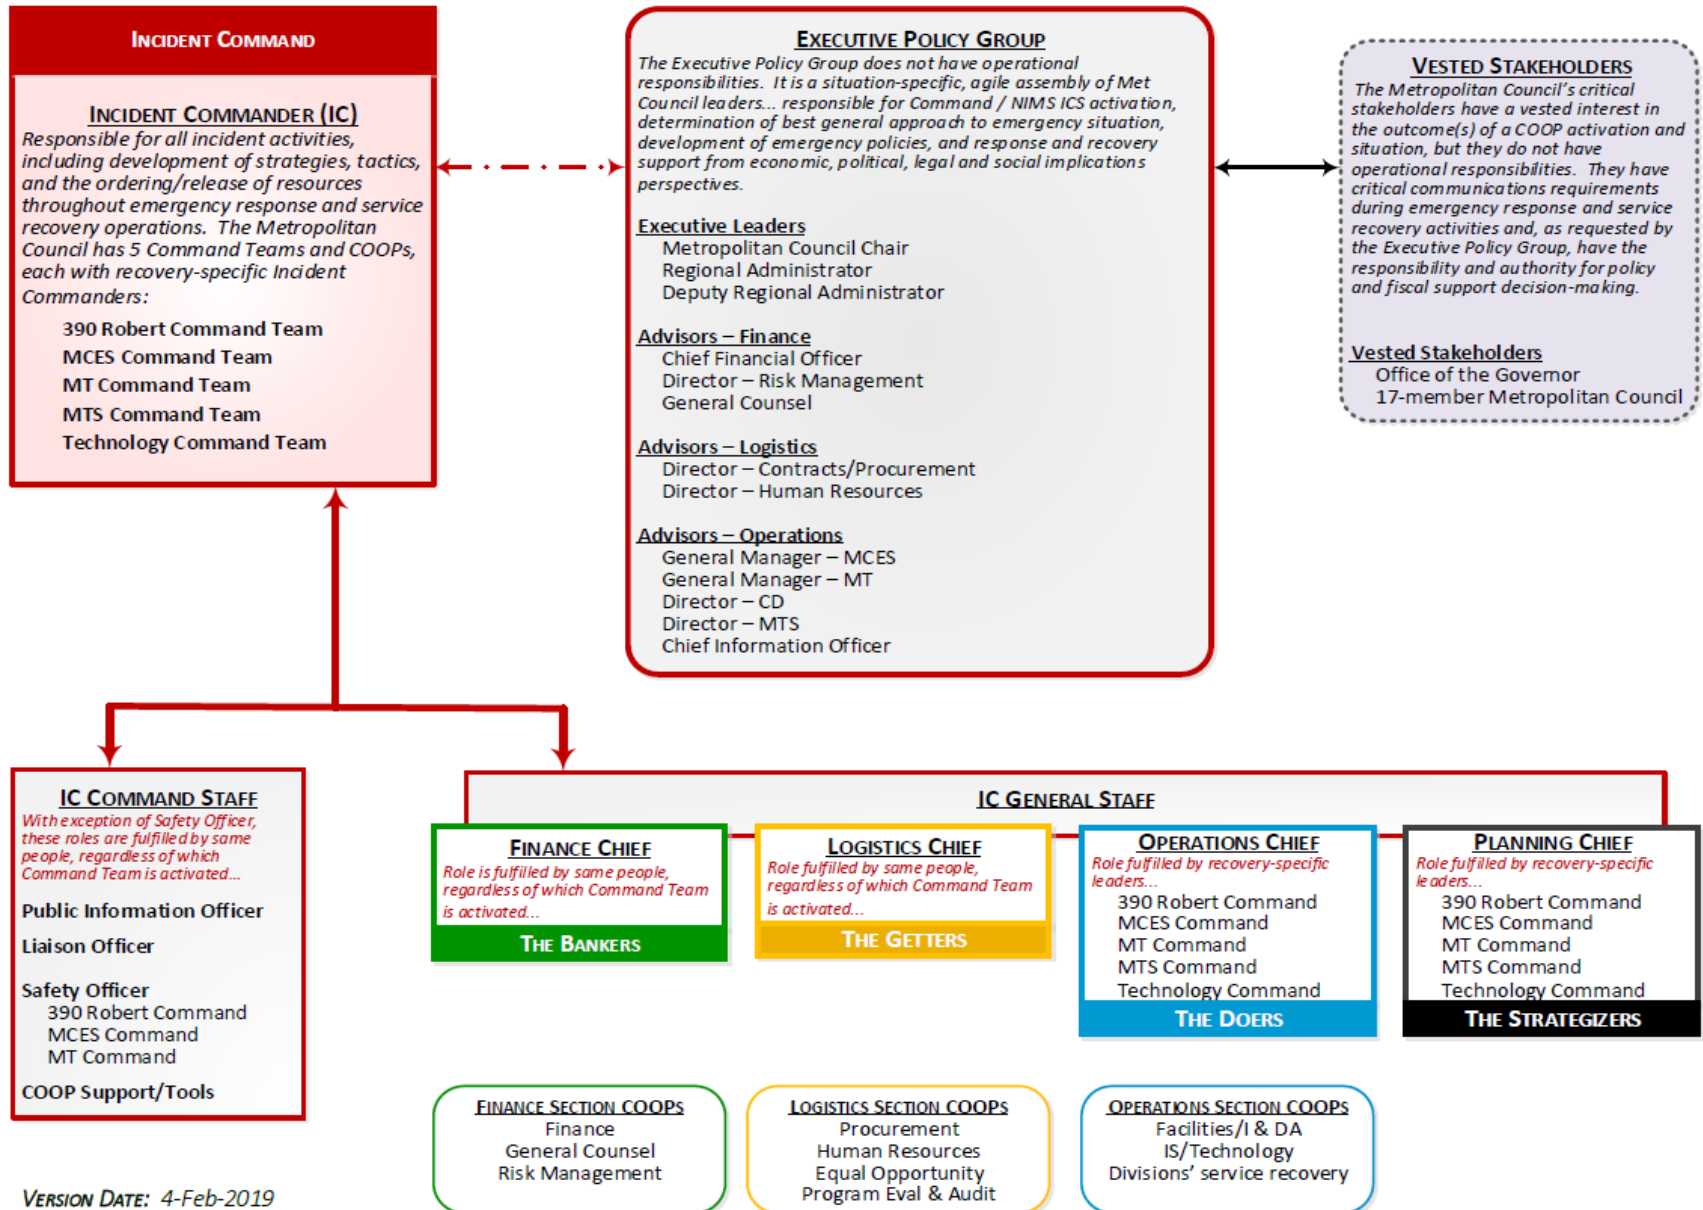 INCIDENT COMMAND
INCIDENT COMMANDER (IC)
Responsible for all incident activities,
including development of strategies, tactics,
and the ordering/release of resources
throughout emergency response and service
recovery operations. The Metropolitan
Council has 5 Command Teams and COOPs,
each with recovery-specific Incident
Commanders:
390 Robert Command Team
MCES Command Team
MT Command Team
MTS Command Team
Technology Command Team
EXECUTIVE POLICY GROUP
The Executive Policy Group does not have operational
responsibilities. It is a situation-specific, agile assembly of Met
Council leaders... responsible for Command / NIMS ICS activation,
determination of best general approach to emergency situation,
development of emergency policies, and response and recovery
support from economic, political, legal and social implications
perspectives.
Executive Leaders
Metropolitan Council Chair
Regional Administrator
Deputy Regional Administrator
Advisors – Finance
Chief Financial Officer
Director – Risk Management
General Counsel
Advisors – Logistics
Director – Contracts/Procurement
Director – Human Resources
Advisors – Operations
General Manager – MCES
General Manager – MT
Director – CD
Director – MTS
Chief Information Officer
VESTED STAKEHOLDERS
The Metropolitan Council's critical
stakeholders have a vested interest in
the outcome(s) of a COOP activation and
situation, but they do not have
operational responsibilities. They have
critical communications requirements
during emergency response and service
recovery activities and, as requested by
the Executive Policy Group, have the
responsibility and authority for policy
and fiscal support decision-making.
Vested Stakeholders
Office of the Governor
17-member Metropolitan Council
IC COMMAND STAFF
With exception of Safety Officer,
these roles are fulfilled by same
people, regardless of which
Command Team is activated...
Public Information Officer
Liaison Officer
Safety Officer
390 Robert Command
MCES Command
MT Command
COOP Support/Tools
IC GENERAL STAFF
FINANCE CHIEF
Role is fulfilled by same people,
regardless of which Command Team
is activated...
THE BANKERS
LOGISTICS CHIEF
Role fulfilled by same people,
regardless of which Command Team
is activated...
THE GETTERS
OPERATIONS CHIEF
Role fulfilled by recovery-specific
leaders...
390 Robert Command
MCES Command
MT Command
MTS Command
Technology Command
THE DOERS
PLANNING CHIEF
Role fulfilled by recovery-specific
leaders...
390 Robert Command
MCES Command
MT Command
MTS Command
Technology Command
THE STRATEGIZERS
FINANCE SECTION COOPS
Finance
General Counsel
Risk Management
LOGISTICS SECTION COOPS
Procurement
Human Resources
Equal Opportunity
Program Eval & Audit
OPERATIONS SECTION COOPS
Facilities/I & DA
IS/Technology
Divisions' service recovery
VERSION DATE: 4-Feb-2019